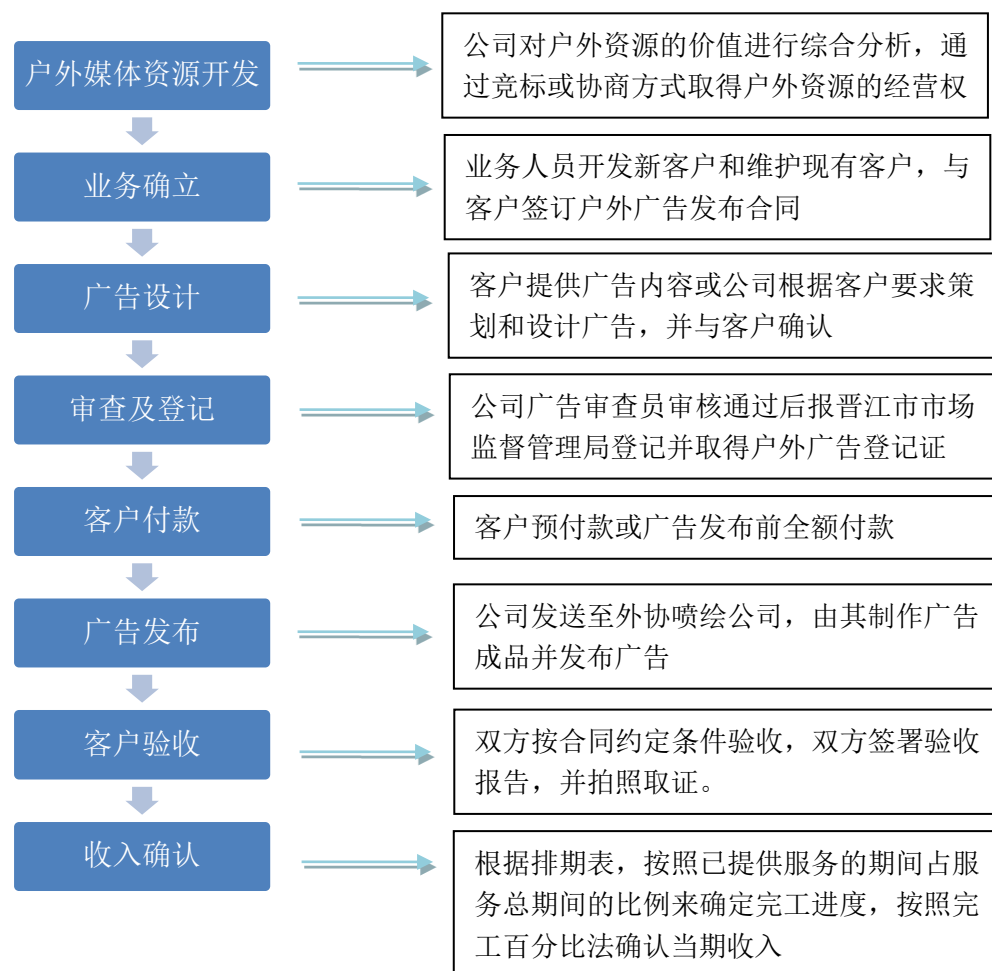 户外媒体资源开发
公司对户外资源的价值进行综合分析，通
过竞标或协商方式取得户外资源的经营权
业务确立
业务人员开发新客户和维护现有客户，与
客户签订户外广告发布合同
广告设计
客户提供广告内容或公司根据客户要求策
划和设计广告，并与客户确认
审查及登记
公司广告审查员审核通过后报晋江市市场
监督管理局登记并取得户外广告登记证
客户付款
客户预付款或广告发布前全额付款
广告发布
公司发送至外协喷绘公司，由其制作广告
成品并发布广告
客户验收
双方按合同约定条件验收，双方签署验收
报告，并拍照取证。
收入确认
根据排期表，按照已提供服务的期间占服
务总期间的比例来确定完工进度，按照完
工百分比法确认当期收入